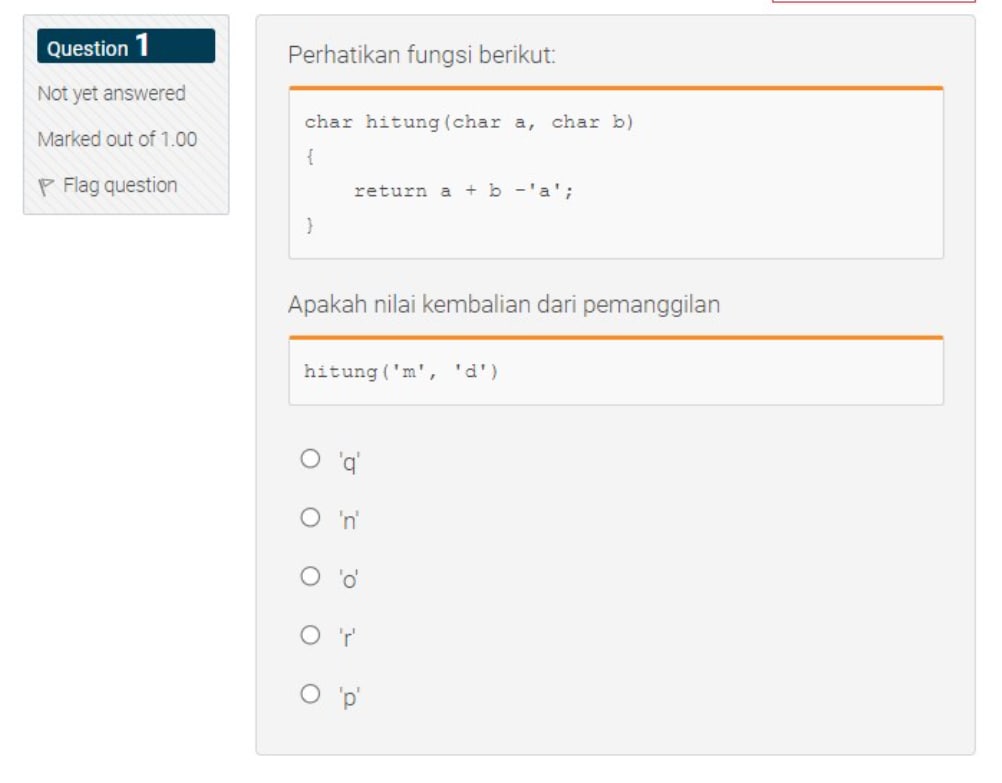 Question 1
Not yet answered
Marked out of 1.00
Flag question
Perhatikan fungsi berikut:
char hitung(char a, char b)
{
    return a + b -'a';
}
Apakah nilai kembalian dari pemanggilan
hitung('m', 'd')
'q'
'n'
'o'
'r'
'p'